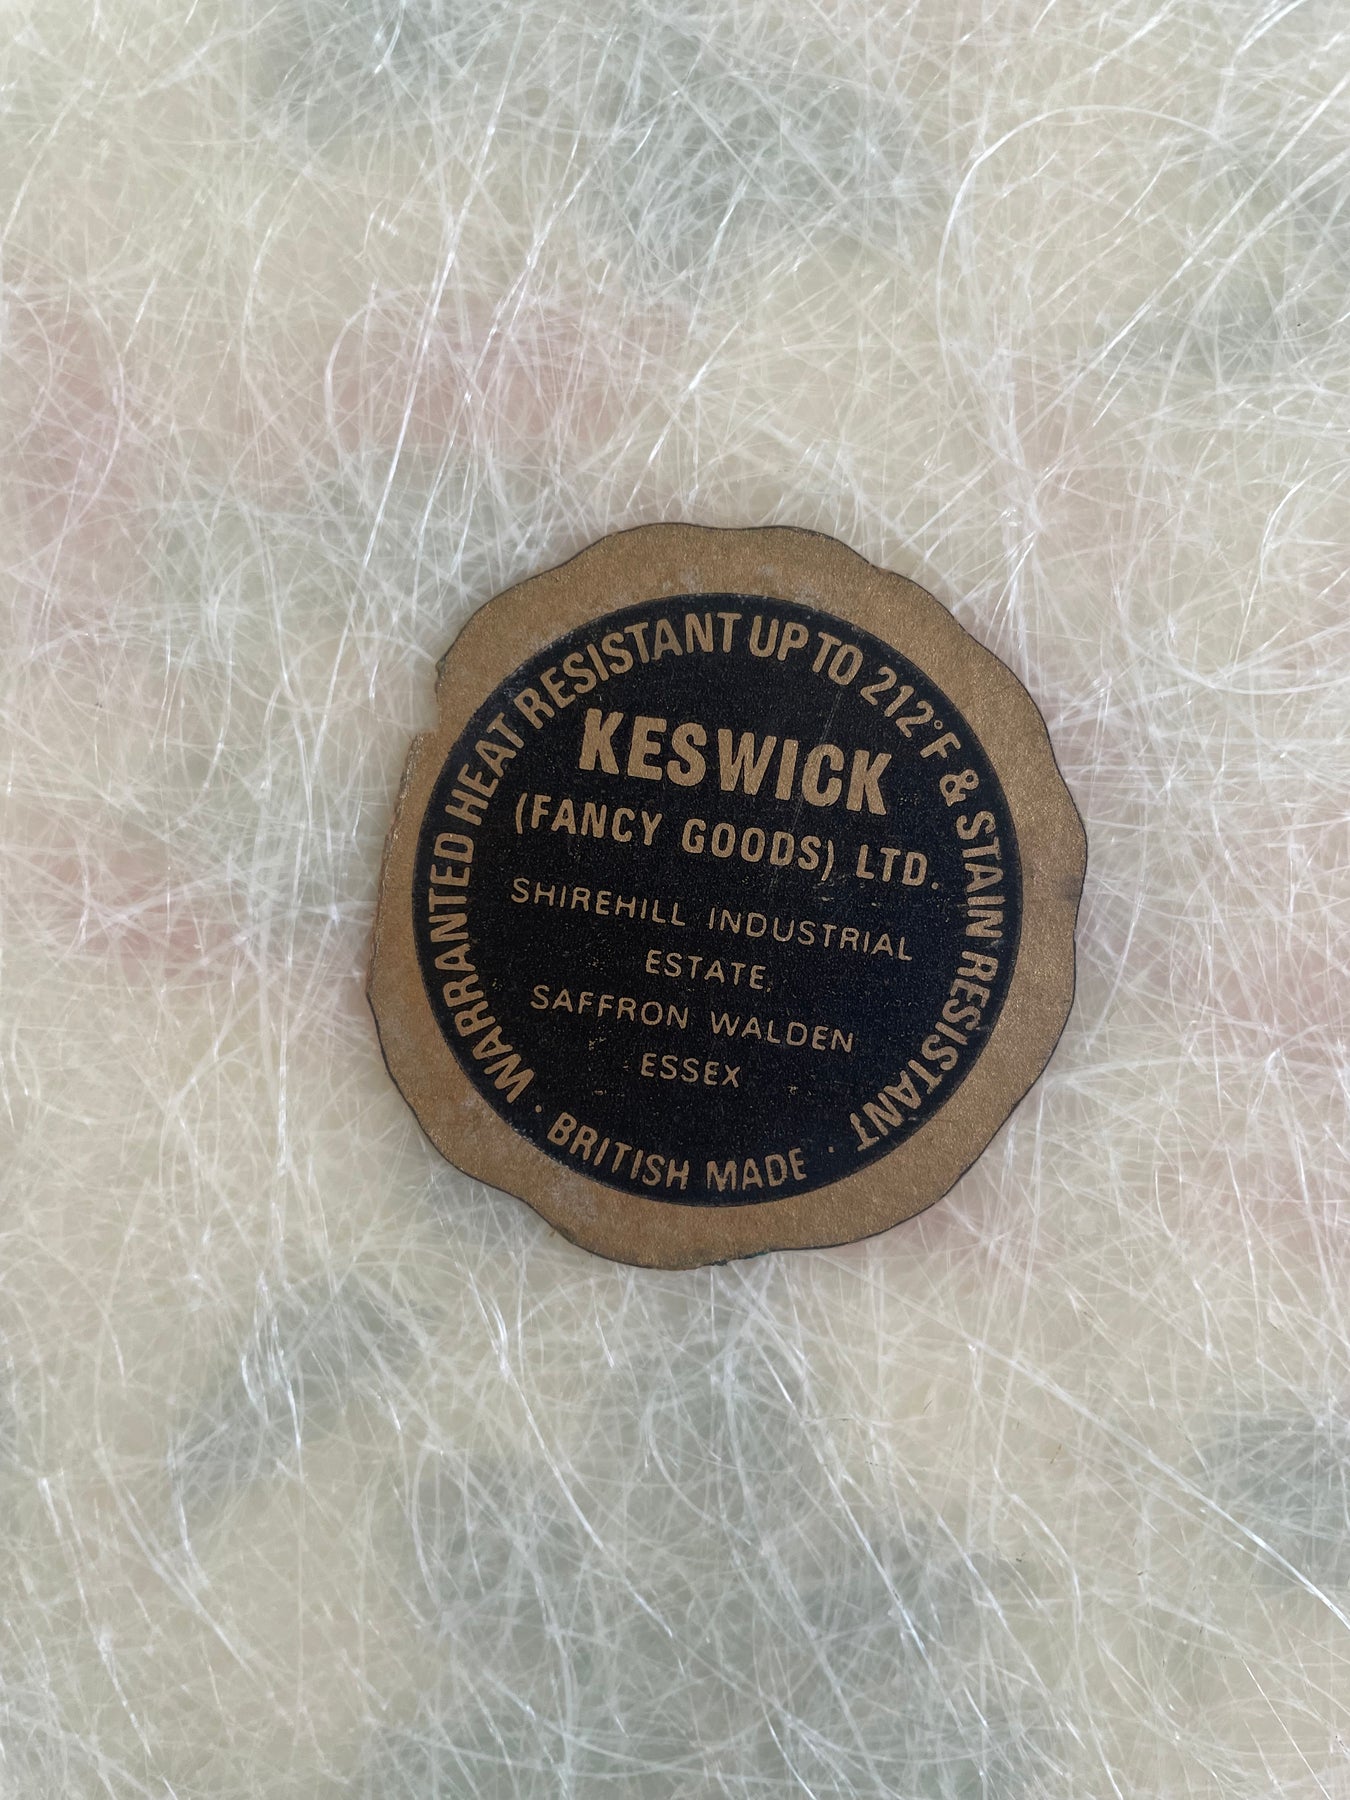 WARRANTED HEAT RESISTANT UP TO 212°F & STAIN RESISTANT
KESWICK
(FANCY GOODS) LTD.
SHIREHILL INDUSTRIAL
ESTATE,
SAFFRON WALDEN
ESSEX
· BRITISH MADE ·